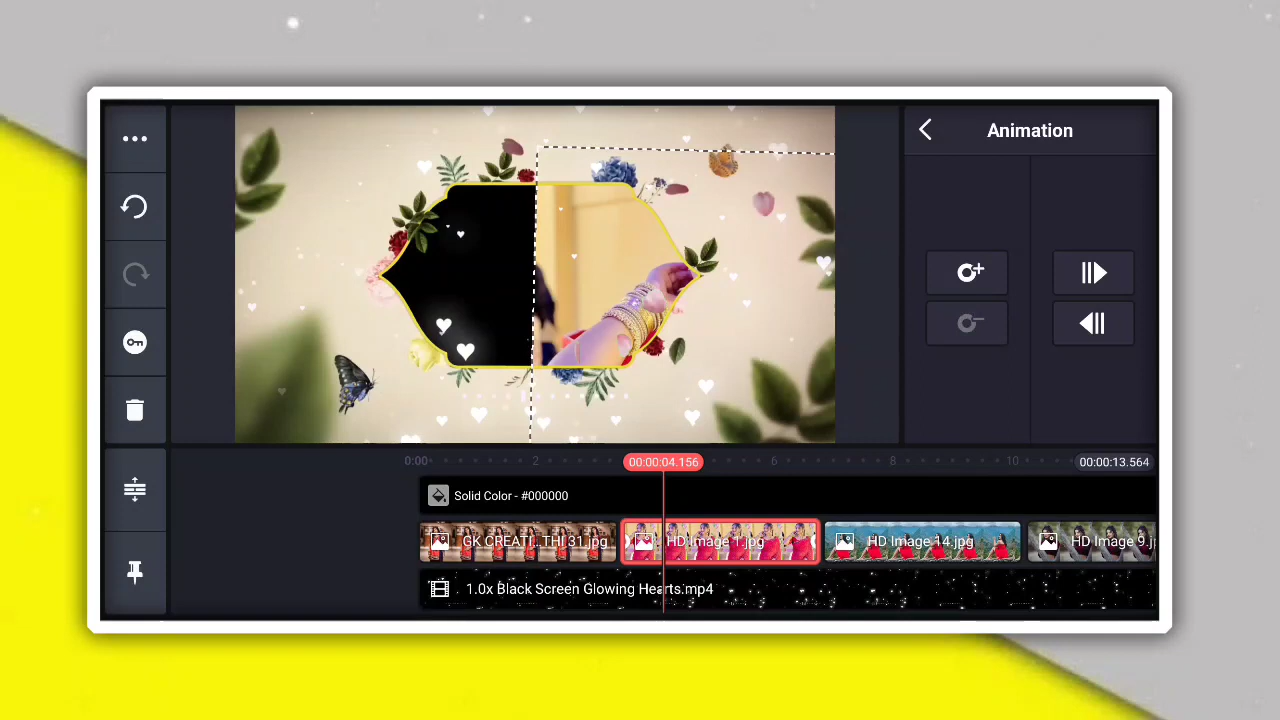 Animation
0:00
2
00:00:04.156
6
8
10
00:00:13.564
Solid Color - #000000
GK CREATI...THI 31.jpg
HD Image 1.jpg
HD Image 14.jpg
HD Image 9.j
1.0x Black Screen Glowing Hearts.mp4